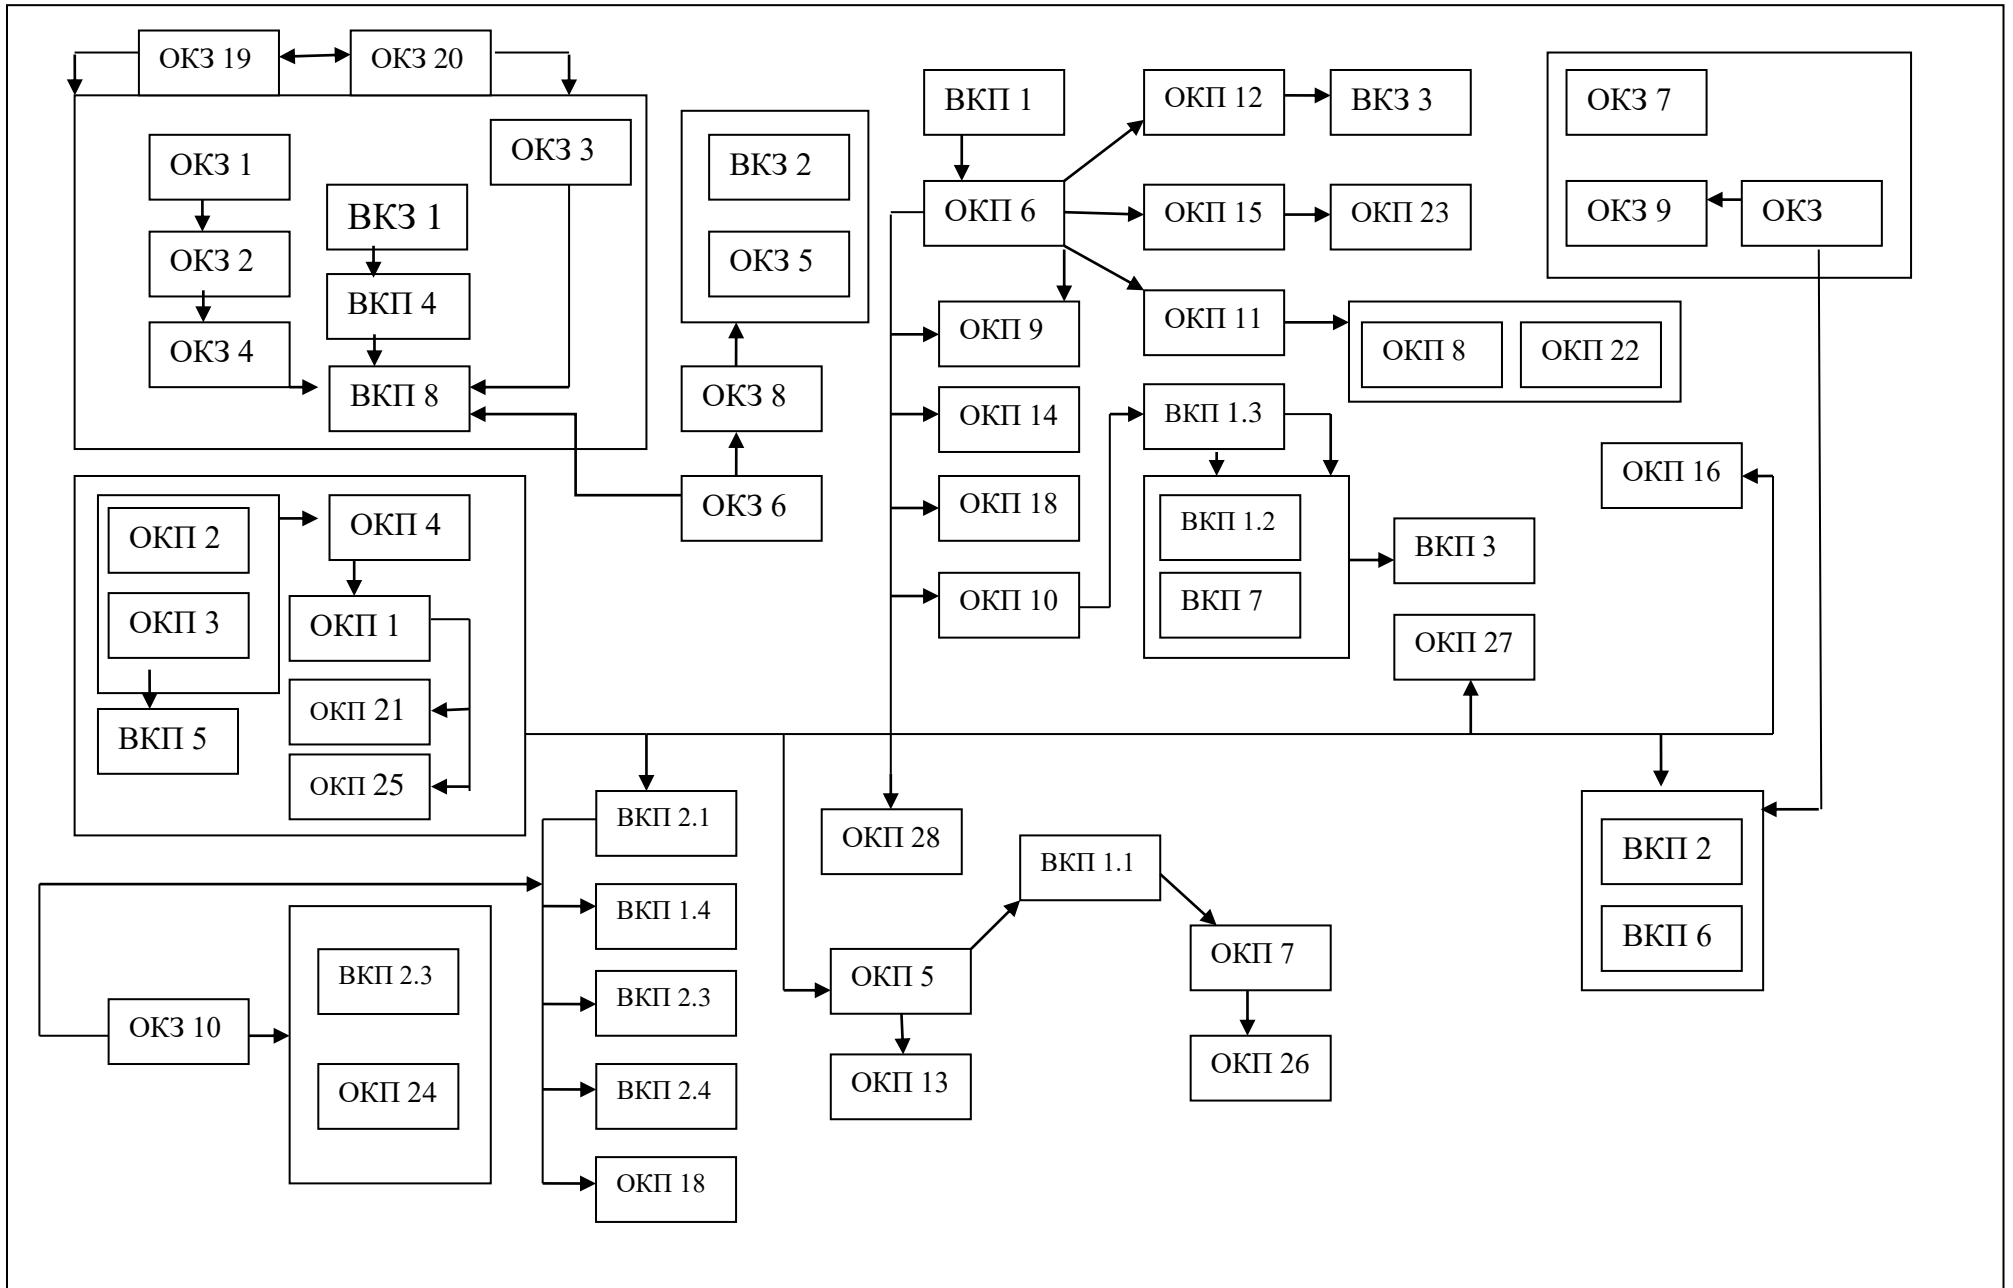 ОКЗ 19
ОКЗ 20
ОКЗ 1
ОКЗ 2
ОКЗ 4
ВКЗ 1
ВКП 4
ВКП 8
ОКЗ 3
ВКЗ 2
ОКЗ 5
ОКЗ 8
ОКЗ 6
ВКП 1
ОКП 12
ВКЗ 3
ОКП 6
ОКП 15
ОКП 23
ОКП 9
ОКП 11
ОКП 8
ОКП 22
ОКП 14
ВКП 1.3
ОКП 18
ВКП 1.2
ВКП 7
ВКП 3
ОКП 10
ОКП 27
ОКЗ 7
ОКЗ 9
ОКЗ
ОКП 16
ОКП 2
ОКП 3
ОКП 4
ОКП 1
ОКП 21
ОКП 25
ВКП 5
ВКП 2.1
ВКП 1.4
ВКП 2.3
ВКП 2.4
ОКП 18
ОКЗ 10
ВКП 2.3
ОКП 24
ОКП 28
ВКП 1.1
ОКП 5
ОКП 7
ОКП 13
ОКП 26
ВКП 2
ВКП 6